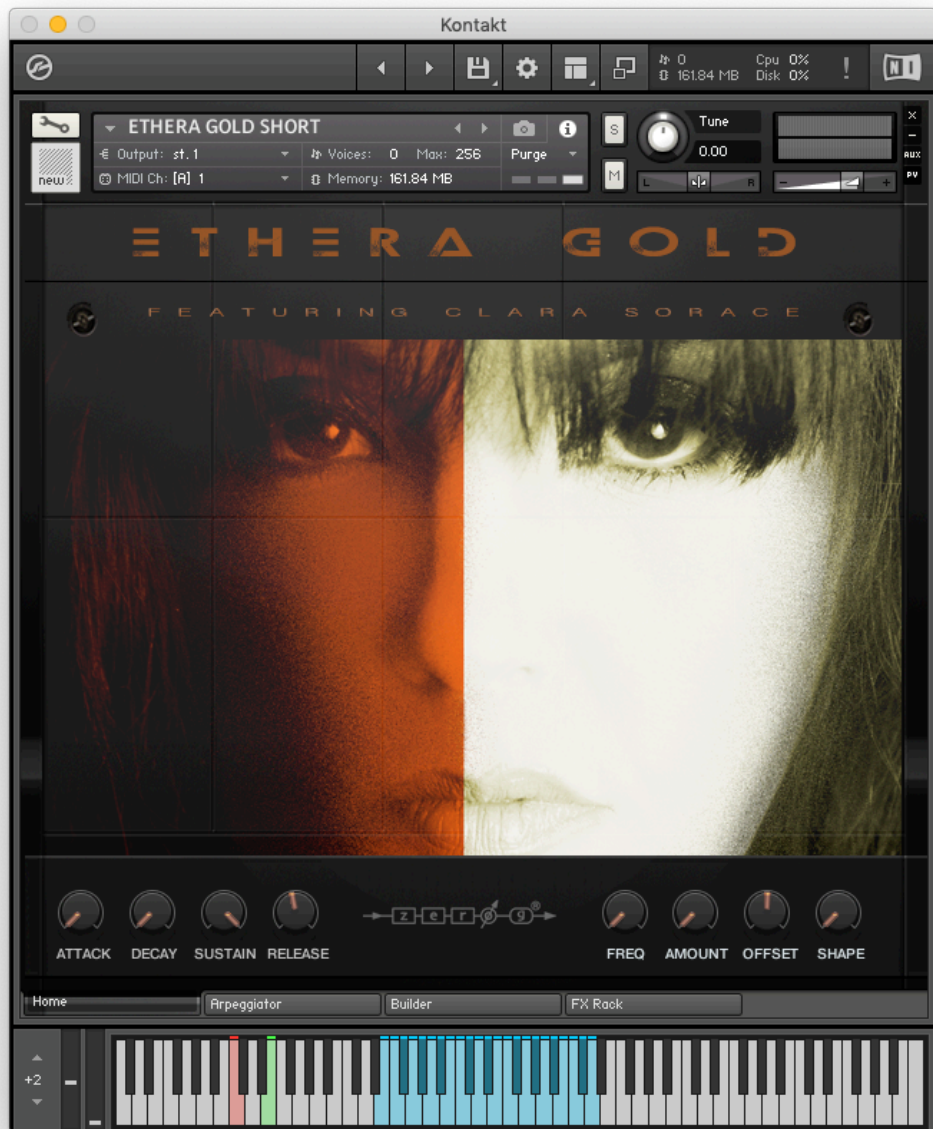 Kontakt
0 Cpu 0%
161.84 MB Disk 0% !
ETHERA GOLD SHORT
Output: st.1 Voices: 0 Max: 256 Purge
MIDI Ch: [A] 1 Memory: 161.84 MB
new
S
M
Tune
0.00
L R
- +
×
-
AUX
PV
ETHERA GOLD
FEATURING CLARA SORACE
ATTACK DECAY SUSTAIN RELEASE
z-e-r-ø-g®
FREQ AMOUNT OFFSET SHAPE
Home Arpeggiator Builder FX Rack
+2